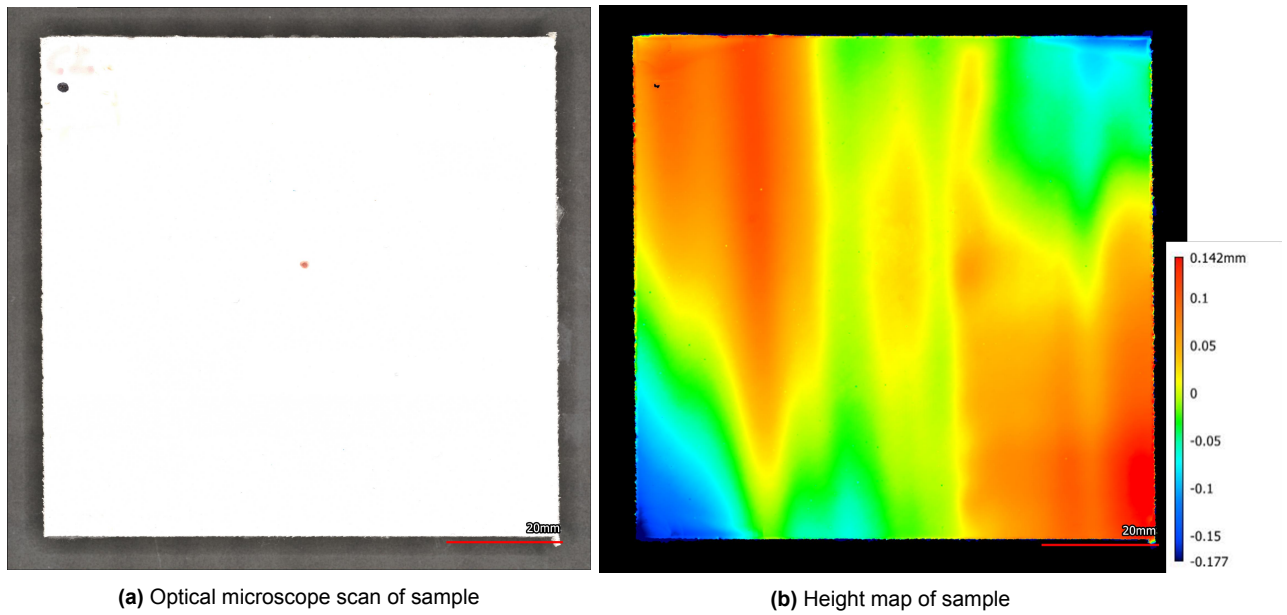 20mm
20mm
0.142mm
0.1
0.05
0
-0.05
-0.1
-0.15
-0.177
(a) Optical microscope scan of sample
(b) Height map of sample